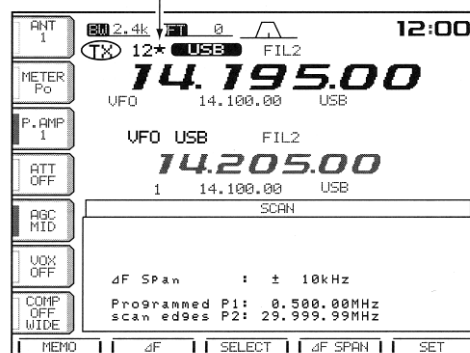 ANT
1
BW 2.4k FT 0
12:00
TX 12★ USB FIL2
14.195.00
VFO 14.100.00 USB
METER
Po
P.AMP
1
VFO USB FIL2
14.205.00
1 14.100.00 USB
ATT
OFF
AGC
MID
VOX
OFF
COMP
OFF
WIDE
SCAN
⊿F SPan : ± 10kHz
Programmed P1: 0.500.00MHz
scan edges P2: 29.999.99MHz
MEMO ⊿F SELECT ⊿F SPAN SET